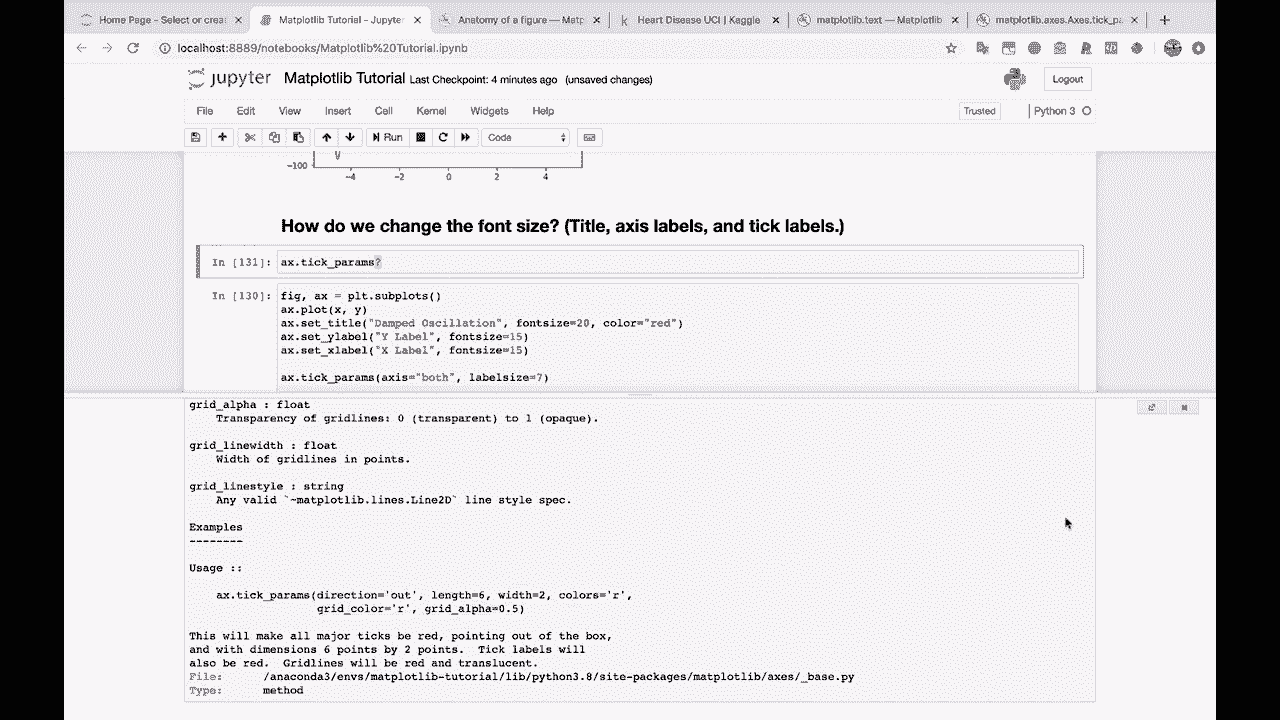 Home Page - Select or creat
Matplotlib Tutorial - Jupyter
Anatomy of a figure — Matp
Heart Disease UCI | Kaggle
matplotlib.text — Matplotlib
matplotlib.axes.Axes.tick_pa
localhost:8889/notebooks/Matplotlib%20Tutorial.ipynb
jupyter Matplotlib Tutorial Last Checkpoint: 4 minutes ago (unsaved changes)
Logout
File Edit View Insert Cell Kernel Widgets Help
Trusted
Python 3
Run
Code
-100
-4 -2 0 2 4
How do we change the font size? (Title, axis labels, and tick labels.)
In [131]: ax.tick_params?
In [130]: fig, ax = plt.subplots()
ax.plot(x, y)
ax.set_title("Damped Oscillation", fontsize=20, color="red")
ax.set_ylabel("Y Label", fontsize=15)
ax.set_xlabel("X Label", fontsize=15)
ax.tick_params(axis="both", labelsize=7)
grid_alpha : float
Transparency of gridlines: 0 (transparent) to 1 (opaque).
grid_linewidth : float
Width of gridlines in points.
grid_linestyle : string
Any valid `~matplotlib.lines.Line2D` line style spec.
Examples
--------
Usage ::
ax.tick_params(direction='out', length=6, width=2, colors='r',
grid_color='r', grid_alpha=0.5)
This will make all major ticks be red, pointing out of the box,
and with dimensions 6 points by 2 points.  Tick labels will
also be red.  Gridlines will be red and translucent.
File: /anaconda3/envs/matplotlib-tutorial/lib/python3.8/site-packages/matplotlib/axes/_base.py
Type: method